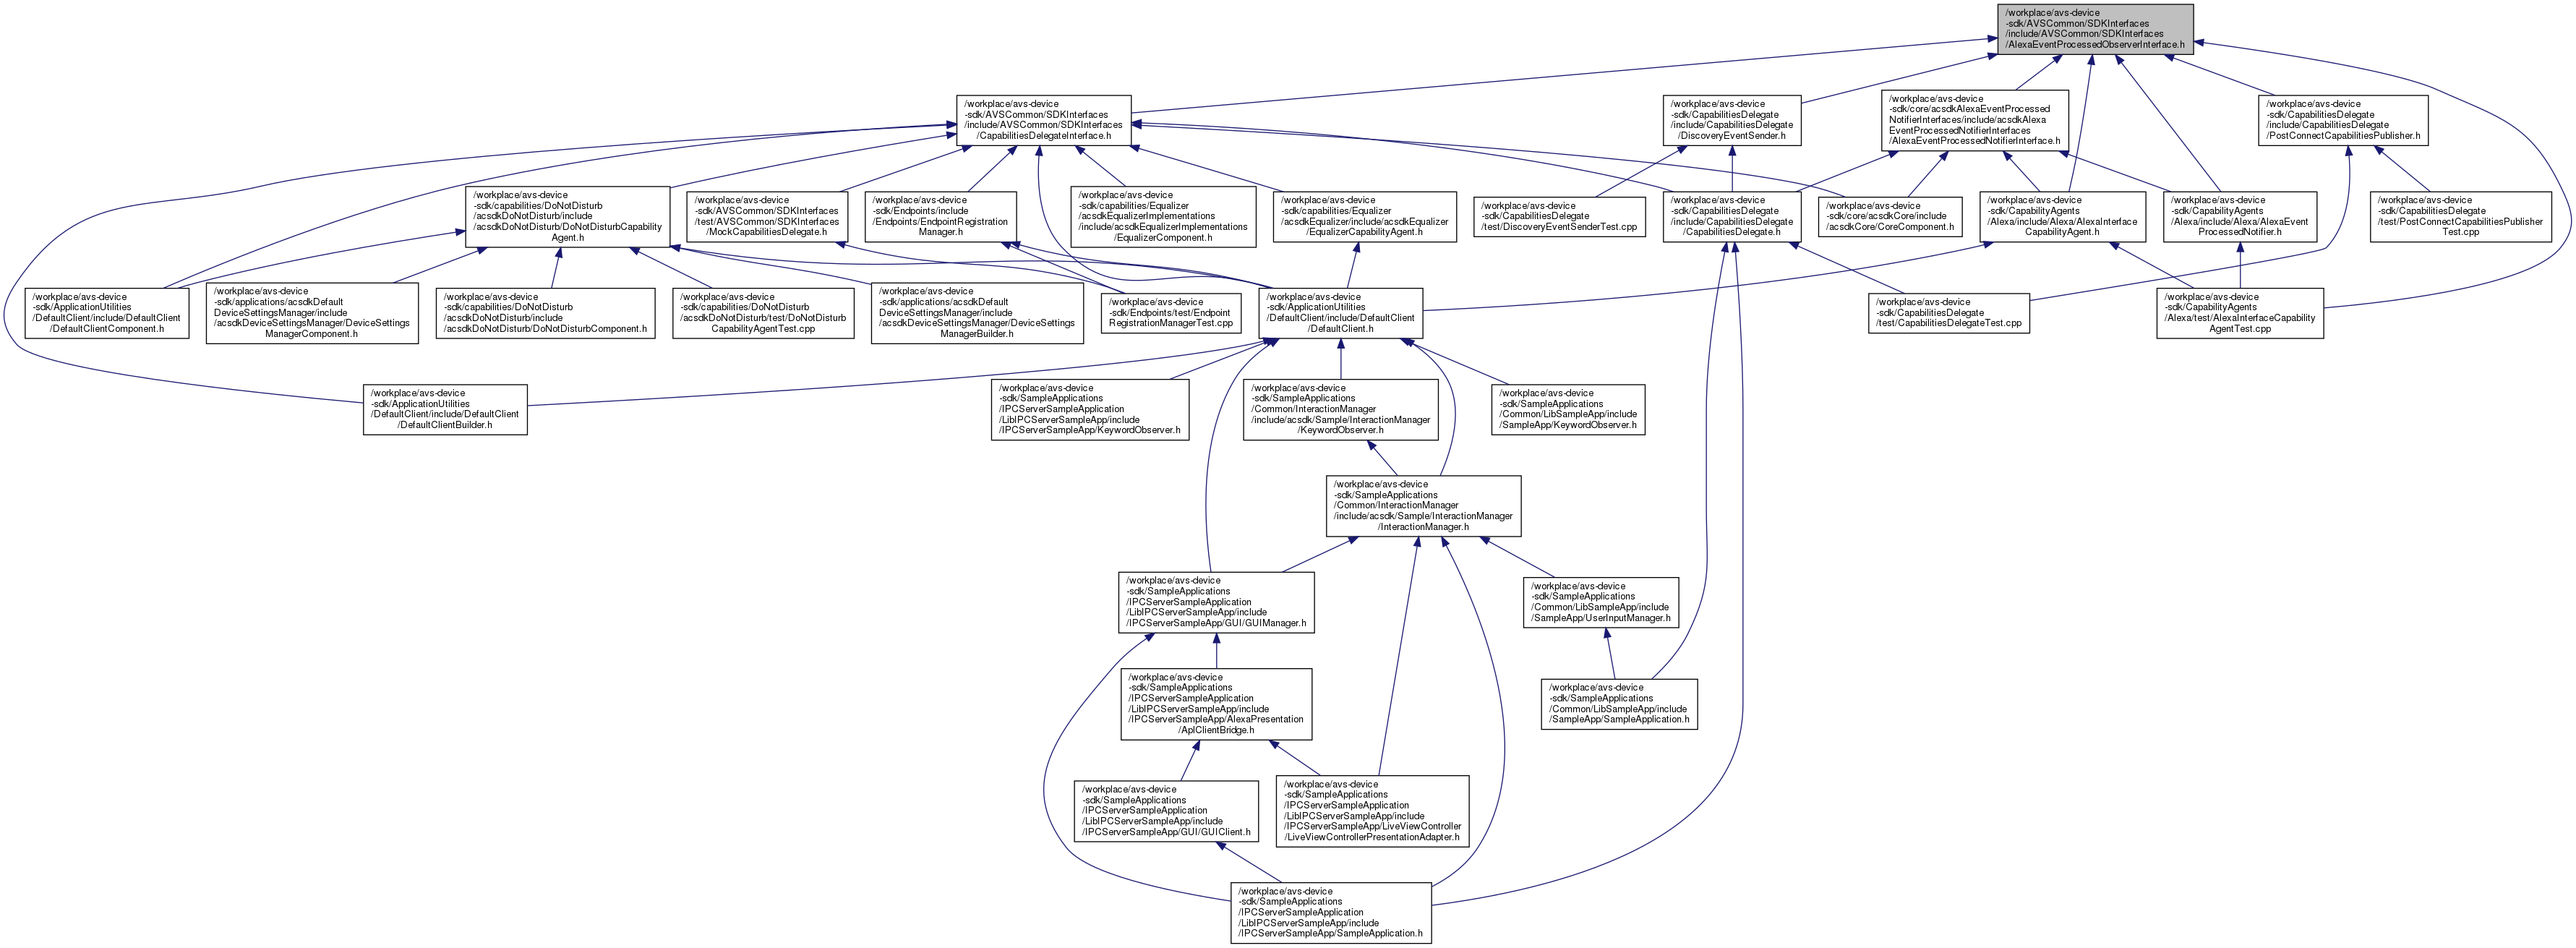 /workplace/avs-device
-sdk/AVSCommon/SDKInterfaces
/include/AVSCommon/SDKInterfaces
/AlexaEventProcessedObserverInterface.h
/workplace/avs-device
-sdk/AVSCommon/SDKInterfaces
/include/AVSCommon/SDKInterfaces
/CapabilitiesDelegateInterface.h
/workplace/avs-device
-sdk/CapabilitiesDelegate
/include/CapabilitiesDelegate
/DiscoveryEventSender.h
/workplace/avs-device
-sdk/core/acsdkAlexaEventProcessed
NotifierInterfaces/include/acsdkAlexa
EventProcessedNotifierInterfaces
/AlexaEventProcessedNotifierInterface.h
/workplace/avs-device
-sdk/CapabilitiesDelegate
/include/CapabilitiesDelegate
/PostConnectCapabilitiesPublisher.h
/workplace/avs-device
-sdk/capabilities/DoNotDisturb
/acsdkDoNotDisturb/include
/acsdkDoNotDisturb/DoNotDisturbCapability
Agent.h
/workplace/avs-device
-sdk/AVSCommon/SDKInterfaces
/test/AVSCommon/SDKInterfaces
/MockCapabilitiesDelegate.h
/workplace/avs-device
-sdk/Endpoints/include
/Endpoints/EndpointRegistration
Manager.h
/workplace/avs-device
-sdk/capabilities/Equalizer
/acsdkEqualizerImplementations
/include/acsdkEqualizerImplementations
/EqualizerComponent.h
/workplace/avs-device
-sdk/capabilities/Equalizer
/acsdkEqualizer/include/acsdkEqualizer
/EqualizerCapabilityAgent.h
/workplace/avs-device
-sdk/CapabilitiesDelegate
/test/DiscoveryEventSenderTest.cpp
/workplace/avs-device
-sdk/CapabilitiesDelegate
/include/CapabilitiesDelegate
/CapabilitiesDelegate.h
/workplace/avs-device
-sdk/core/acsdkCore/include
/acsdkCore/CoreComponent.h
/workplace/avs-device
-sdk/CapabilityAgents
/Alexa/include/Alexa/AlexaInterface
CapabilityAgent.h
/workplace/avs-device
-sdk/CapabilityAgents
/Alexa/include/Alexa/AlexaEvent
ProcessedNotifier.h
/workplace/avs-device
-sdk/CapabilitiesDelegate
/test/PostConnectCapabilitiesPublisher
Test.cpp
/workplace/avs-device
-sdk/ApplicationUtilities
/DefaultClient/include/DefaultClient
/DefaultClientComponent.h
/workplace/avs-device
-sdk/applications/acsdkDefault
DeviceSettingsManager/include
/acsdkDeviceSettingsManager/DeviceSettings
ManagerComponent.h
/workplace/avs-device
-sdk/capabilities/DoNotDisturb
/acsdkDoNotDisturb/include
/acsdkDoNotDisturb/DoNotDisturbComponent.h
/workplace/avs-device
-sdk/capabilities/DoNotDisturb
/acsdkDoNotDisturb/test/DoNotDisturb
CapabilityAgentTest.cpp
/workplace/avs-device
-sdk/applications/acsdkDefault
DeviceSettingsManager/include
/acsdkDeviceSettingsManager/DeviceSettings
ManagerBuilder.h
/workplace/avs-device
-sdk/Endpoints/test/Endpoint
RegistrationManagerTest.cpp
/workplace/avs-device
-sdk/ApplicationUtilities
/DefaultClient/include/DefaultClient
/DefaultClient.h
/workplace/avs-device
-sdk/CapabilitiesDelegate
/test/CapabilitiesDelegateTest.cpp
/workplace/avs-device
-sdk/CapabilityAgents
/Alexa/test/AlexaInterfaceCapability
AgentTest.cpp
/workplace/avs-device
-sdk/ApplicationUtilities
/DefaultClient/include/DefaultClient
/DefaultClientBuilder.h
/workplace/avs-device
-sdk/SampleApplications
/IPCServerSampleApplication
/LibIPCServerSampleApp/include
/IPCServerSampleApp/KeywordObserver.h
/workplace/avs-device
-sdk/SampleApplications
/Common/InteractionManager
/include/acsdk/Sample/InteractionManager
/KeywordObserver.h
/workplace/avs-device
-sdk/SampleApplications
/Common/LibSampleApp/include
/SampleApp/KeywordObserver.h
/workplace/avs-device
-sdk/SampleApplications
/Common/InteractionManager
/include/acsdk/Sample/InteractionManager
/InteractionManager.h
/workplace/avs-device
-sdk/SampleApplications
/IPCServerSampleApplication
/LibIPCServerSampleApp/include
/IPCServerSampleApp/GUI/GUIManager.h
/workplace/avs-device
-sdk/SampleApplications
/Common/LibSampleApp/include
/SampleApp/UserInputManager.h
/workplace/avs-device
-sdk/SampleApplications
/IPCServerSampleApplication
/LibIPCServerSampleApp/include
/IPCServerSampleApp/AlexaPresentation
/AplClientBridge.h
/workplace/avs-device
-sdk/SampleApplications
/Common/LibSampleApp/include
/SampleApp/SampleApplication.h
/workplace/avs-device
-sdk/SampleApplications
/IPCServerSampleApplication
/LibIPCServerSampleApp/include
/IPCServerSampleApp/GUI/GUIClient.h
/workplace/avs-device
-sdk/SampleApplications
/IPCServerSampleApplication
/LibIPCServerSampleApp/include
/IPCServerSampleApp/LiveViewController
/LiveViewControllerPresentationAdapter.h
/workplace/avs-device
-sdk/SampleApplications
/IPCServerSampleApplication
/LibIPCServerSampleApp/include
/IPCServerSampleApp/SampleApplication.h